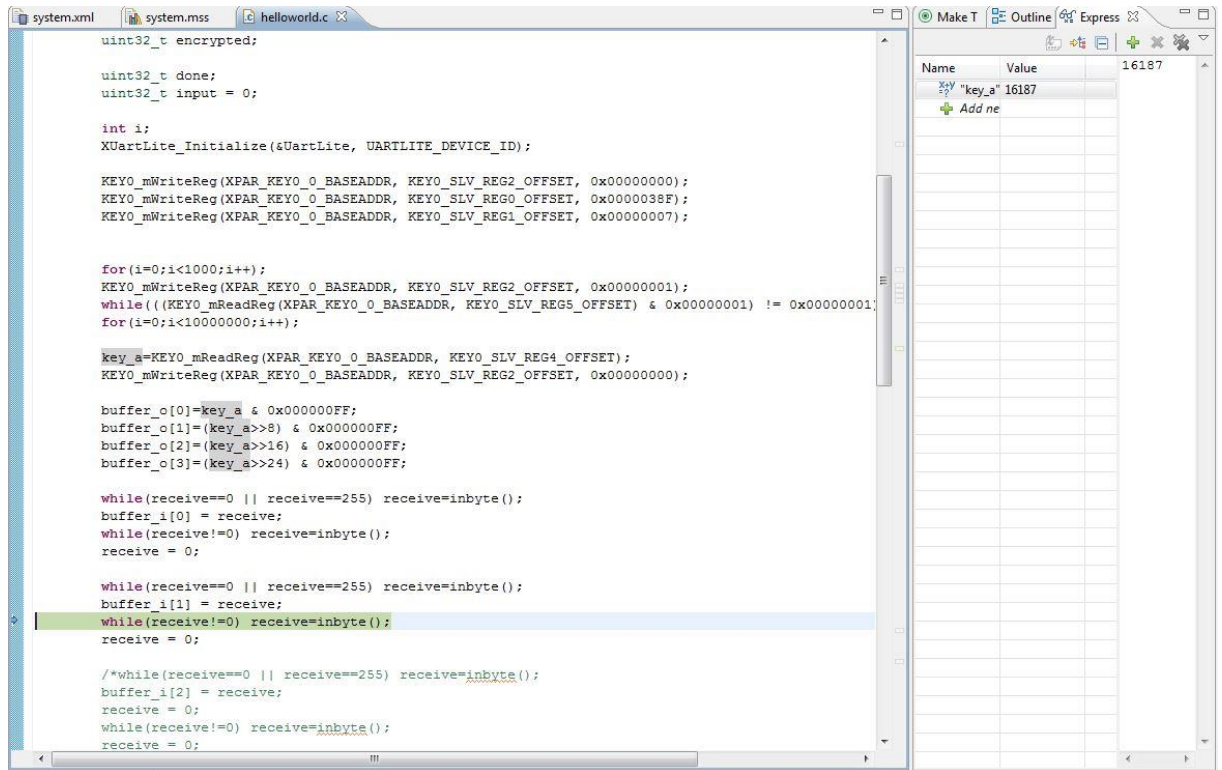 system.xml system.mss helloworld.c
uint32_t encrypted;
uint32_t done;
uint32_t input = 0;
int i;
XUartLite_Initialize(&UartLite, UARTLITE_DEVICE_ID);
KEY0_mWriteReg(XPAR_KEY0_0_BASEADDR, KEY0_SLV_REG2_OFFSET, 0x00000000);
KEY0_mWriteReg(XPAR_KEY0_0_BASEADDR, KEY0_SLV_REG0_OFFSET, 0x0000038F);
KEY0_mWriteReg(XPAR_KEY0_0_BASEADDR, KEY0_SLV_REG1_OFFSET, 0x00000007);
for(i=0;i<1000;i++);
KEY0_mWriteReg(XPAR_KEY0_0_BASEADDR, KEY0_SLV_REG2_OFFSET, 0x00000001);
while(((KEY0_mReadReg(XPAR_KEY0_0_BASEADDR, KEY0_SLV_REG5_OFFSET) & 0x00000001) != 0x00000001)
for(i=0;i<10000000;i++);
key_a=KEY0_mReadReg(XPAR_KEY0_0_BASEADDR, KEY0_SLV_REG4_OFFSET);
KEY0_mWriteReg(XPAR_KEY0_0_BASEADDR, KEY0_SLV_REG2_OFFSET, 0x00000000);
buffer_o[0]=key_a & 0x000000FF;
buffer_o[1]=(key_a>>8) & 0x000000FF;
buffer_o[2]=(key_a>>16) & 0x000000FF;
buffer_o[3]=(key_a>>24) & 0x000000FF;
while(receive==0 || receive==255) receive=inbyte();
buffer_i[0] = receive;
while(receive!=0) receive=inbyte();
receive = 0;
while(receive==0 || receive==255) receive=inbyte();
buffer_i[1] = receive;
while(receive!=0) receive=inbyte();
receive = 0;
/*while(receive==0 || receive==255) receive=inbyte();
buffer_i[2] = receive;
receive = 0;
while(receive!=0) receive=inbyte();
receive = 0;
Make T Outline Express
Name Value
"key_a" 16187
Add ne
16187